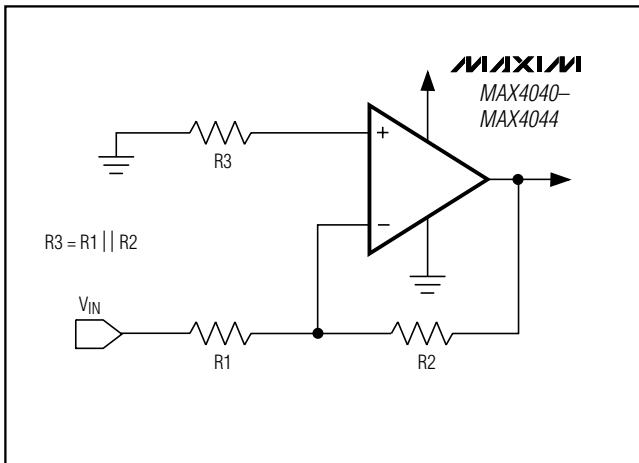 MAXIM
MAX4040–
MAX4044
+
R3
−
R3 = R1 || R2
VIN
R1
R2